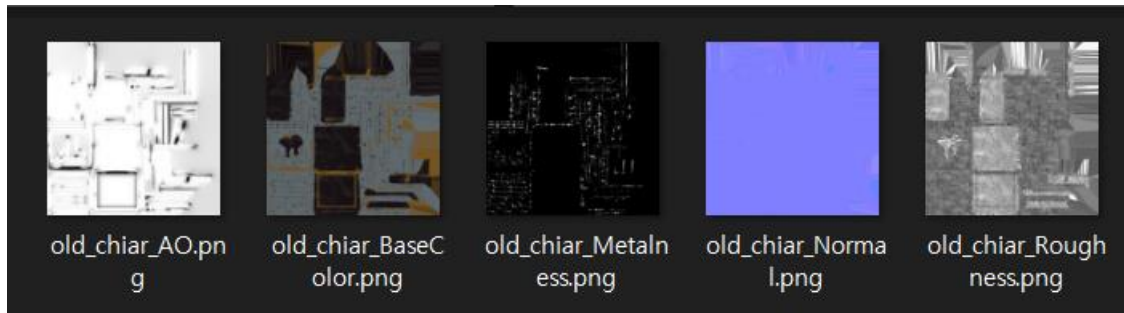 old_chiar_AO.pn
g
old_chiar_BaseC
olor.png
old_chiar_Metaln
ess.png
old_chiar_Norma
l.png
old_chiar_Rough
ness.png